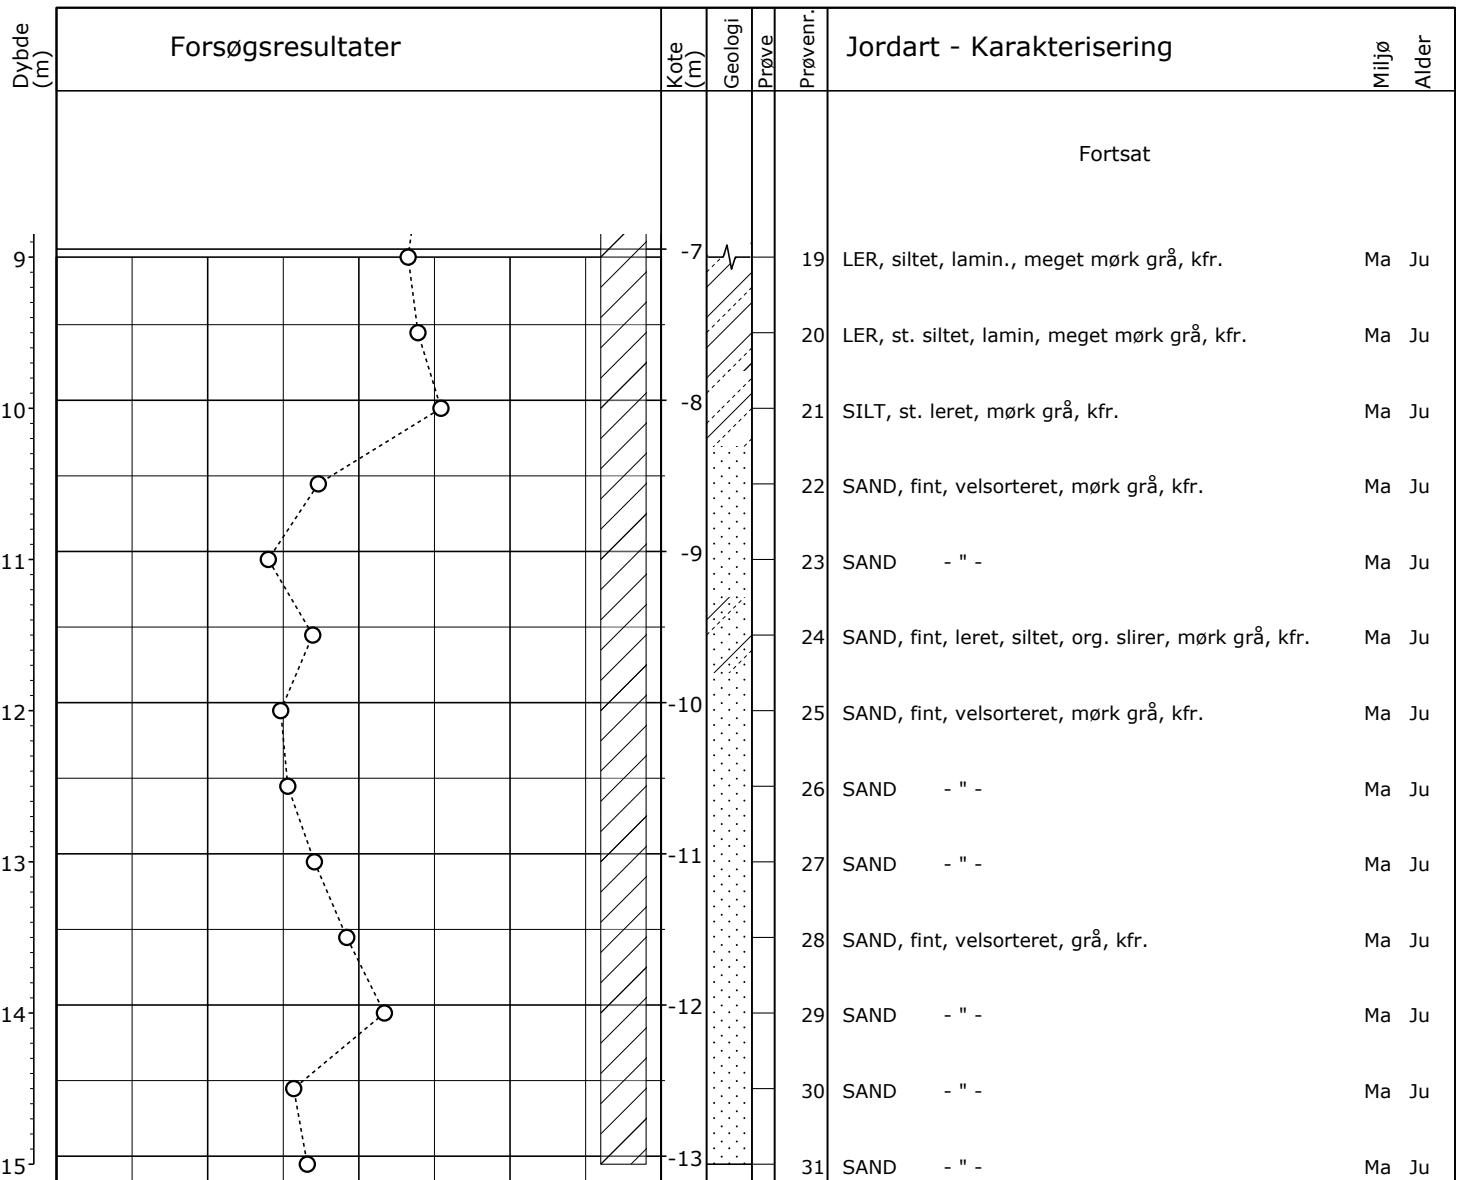 Dybde (m)
Forsøgsresultater
Kote (m)
Geologi
Prøve
Prøvenr.
Jordart - Karakterisering
Miljø
Alder
Fortsat
9 -7 19 LER, siltet, lamin., meget mørk grå, kfr. Ma Ju
20 LER, st. siltet, lamin, meget mørk grå, kfr. Ma Ju
10 -8 21 SILT, st. leret, mørk grå, kfr. Ma Ju
22 SAND, fint, velsorteret, mørk grå, kfr. Ma Ju
11 -9 23 SAND - " - Ma Ju
24 SAND, fint, leret, siltet, org. slirer, mørk grå, kfr. Ma Ju
12 -10 25 SAND, fint, velsorteret, mørk grå, kfr. Ma Ju
26 SAND - " - Ma Ju
13 -11 27 SAND - " - Ma Ju
28 SAND, fint, velsorteret, grå, kfr. Ma Ju
14 -12 29 SAND - " - Ma Ju
30 SAND - " - Ma Ju
15 -13 31 SAND - " - Ma Ju